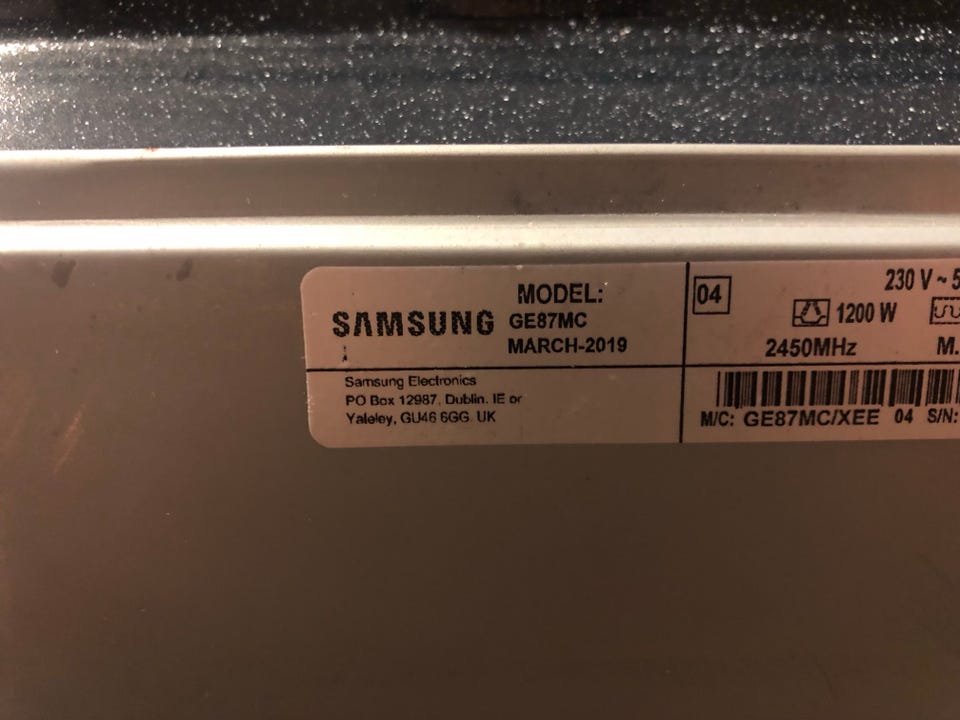 SAMSUNG
MODEL:
GE87MC
MARCH-2019
Samsung Electronics
PO Box 12987, Dublin. IE or
Yateley, GU46 6GG. UK
04
230 V ~ 5
1200 W
2450MHz
M.
M/C: GE87MC/XEE 04 S/N: